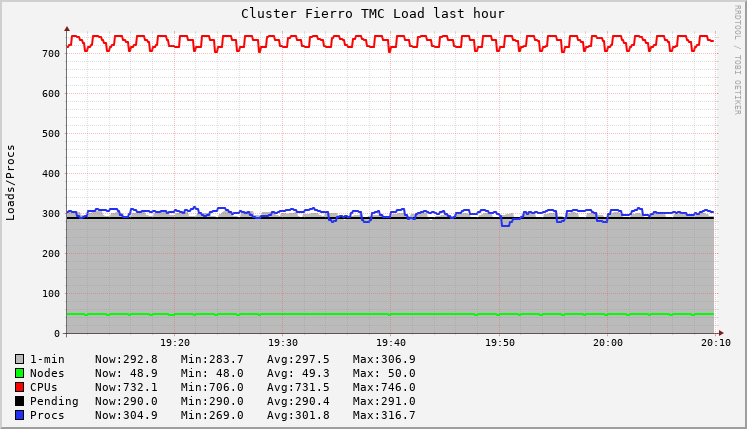 Cluster Fierro TMC Load last hour
RRDTOOL / TOBI OETIKER
Loads/Procs
700
600
500
400
300
200
100
0
19:20 19:30 19:40 19:50 20:00 20:10
1-min Now:292.8 Min:283.7 Avg:297.5 Max:306.9
Nodes Now: 48.9 Min: 48.0 Avg: 49.3 Max: 50.0
CPUs Now:732.1 Min:706.0 Avg:731.5 Max:746.0
Pending Now:290.0 Min:290.0 Avg:290.4 Max:291.0
Procs Now:304.9 Min:269.0 Avg:301.8 Max:316.7